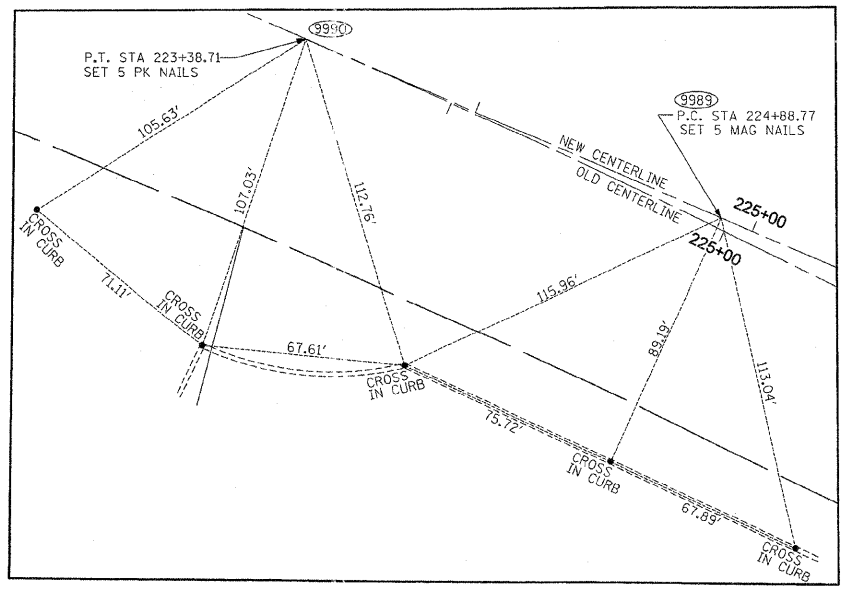 9990
P.T. STA 223+38.71
SET 5 PK NAILS
9989
P.C. STA 224+88.77
SET 5 MAG NAILS
105.63'
NEW CENTERLINE
OLD CENTERLINE
107.03'
112.76'
225+00
225+00
CROSS
IN CURB
71.11'
115.96'
CROSS
IN CURB
67.61'
89.19'
113.04'
CROSS
IN CURB
75.72'
CROSS
IN CURB
67.89'
CROSS
IN CURB